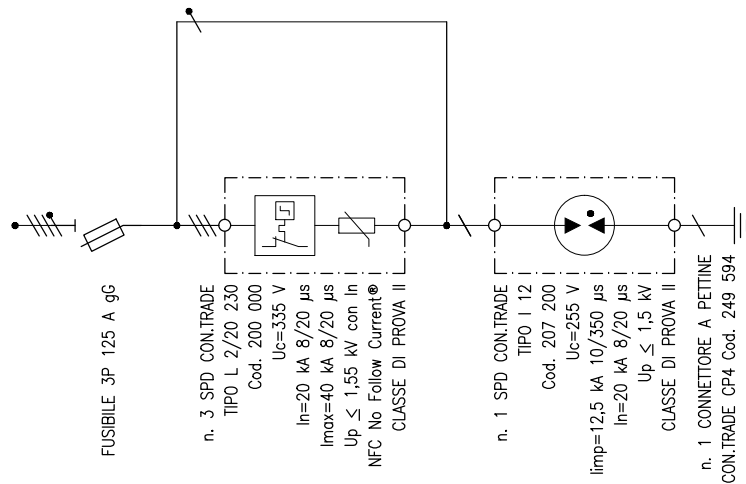 FUSIBILE 3P 125 A gG
n. 3 SPD CON.TRADE
TIPO L 2/20 230
Cod. 200 000
Uc=335 V
In=20 kA 8/20 µs
Imax=40 kA 8/20 µs
Up ≤ 1,55 kV con In
NFC No Follow Current®
CLASSE DI PROVA II
n. 1 SPD CON.TRADE
TIPO I 12
Cod. 207 200
Uc=255 V
Iimp=12,5 kA 10/350 µs
In=20 kA 8/20 µs
Up ≤ 1,5 kV
CLASSE DI PROVA II
n. 1 CONNETTORE A PETTINE
CON.TRADE CP4 Cod. 249 594